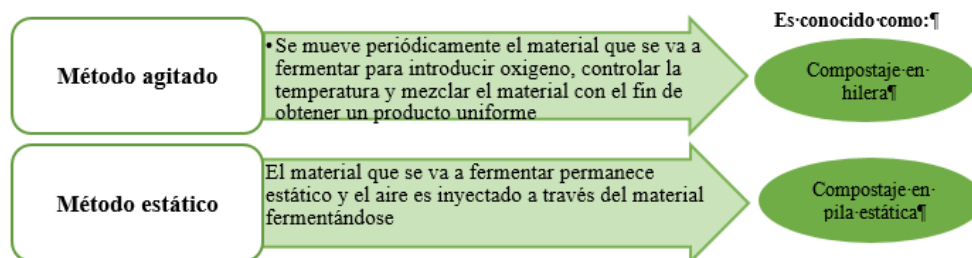 Es·conocido·como:¶
Método agitado
•Se mueve periódicamente el material que se va a
fermentar para introducir oxigeno, controlar la
temperatura y mezclar el material con el fin de
obtener un producto uniforme
Compostaje·en·
hilera¶
Método estático
El material que se va a fermentar permanece
estático y el aire es inyectado a través del material
fermentándose
Compostaje·en·
pila·estática¶